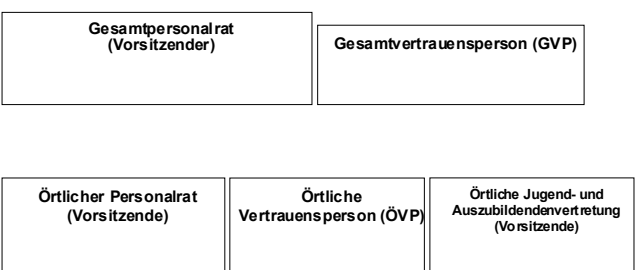 Gesamtpersonalrat
(Vorsitzender)
Gesamtvertrauensperson (GVP)
Örtlicher Personalrat
(Vorsitzende)
Örtliche
Vertrauensperson (ÖVP)
Örtliche Jugend- und
Auszubildendenvertretung
(Vorsitzende)